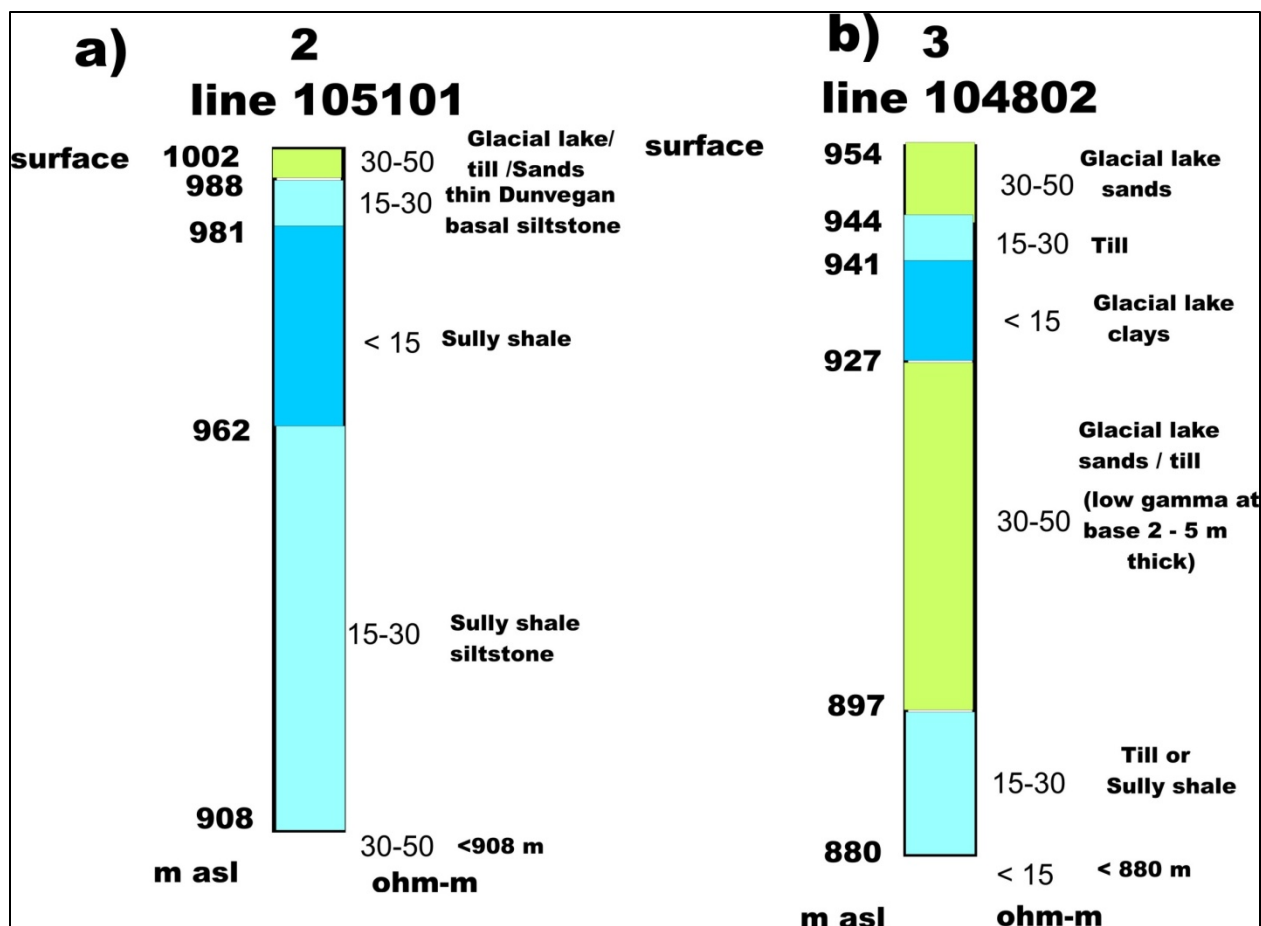 a)
2
line 105101
surface
1002
30-50
Glacial lake/
till /Sands
988
15-30
thin Dunvegan
basal siltstone
981
< 15
Sully shale
962
15-30
Sully shale
siltstone
908
30-50
<908 m
m asl
ohm-m
b)
3
line 104802
surface
954
30-50
Glacial lake
sands
944
15-30
Till
941
< 15
Glacial lake
clays
927
30-50
Glacial lake
sands / till
(low gamma at
base 2 - 5 m
thick)
897
15-30
Till or
Sully shale
880
< 15
< 880 m
m asl
ohm-m